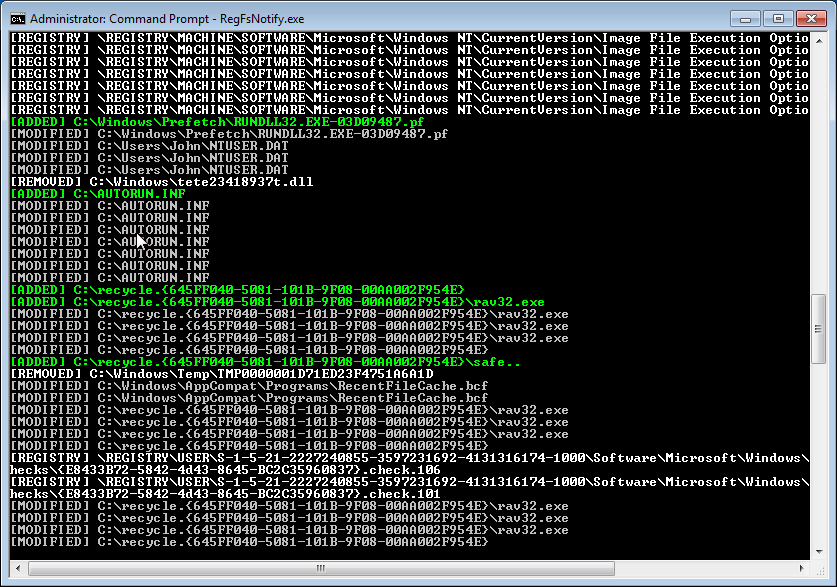 Administrator: Command Prompt - RegFsNotify.exe
[REGISTRY] \REGISTRY\MACHINE\SOFTWARE\Microsoft\Windows NT\CurrentVersion\Image File Execution Optio
[REGISTRY] \REGISTRY\MACHINE\SOFTWARE\Microsoft\Windows NT\CurrentVersion\Image File Execution Optio
[REGISTRY] \REGISTRY\MACHINE\SOFTWARE\Microsoft\Windows NT\CurrentVersion\Image File Execution Optio
[REGISTRY] \REGISTRY\MACHINE\SOFTWARE\Microsoft\Windows NT\CurrentVersion\Image File Execution Optio
[REGISTRY] \REGISTRY\MACHINE\SOFTWARE\Microsoft\Windows NT\CurrentVersion\Image File Execution Optio
[REGISTRY] \REGISTRY\MACHINE\SOFTWARE\Microsoft\Windows NT\CurrentVersion\Image File Execution Optio
[REGISTRY] \REGISTRY\MACHINE\SOFTWARE\Microsoft\Windows NT\CurrentVersion\Image File Execution Optio
[ADDED] C:\Windows\Prefetch\RUNDLL32.EXE-03D09487.pf
[MODIFIED] C:\Windows\Prefetch\RUNDLL32.EXE-03D09487.pf
[MODIFIED] C:\Users\John\NTUSER.DAT
[MODIFIED] C:\Users\John\NTUSER.DAT
[MODIFIED] C:\Users\John\NTUSER.DAT
[REMOVED] C:\Windows\tete23418937t.dll
[ADDED] C:\AUTORUN.INF
[MODIFIED] C:\AUTORUN.INF
[MODIFIED] C:\AUTORUN.INF
[MODIFIED] C:\AUTORUN.INF
[MODIFIED] C:\AUTORUN.INF
[MODIFIED] C:\AUTORUN.INF
[MODIFIED] C:\AUTORUN.INF
[MODIFIED] C:\AUTORUN.INF
[ADDED] C:\recycle.{645FF040-5081-101B-9F08-00AA002F954E}
[ADDED] C:\recycle.{645FF040-5081-101B-9F08-00AA002F954E}\rav32.exe
[MODIFIED] C:\recycle.{645FF040-5081-101B-9F08-00AA002F954E}\rav32.exe
[MODIFIED] C:\recycle.{645FF040-5081-101B-9F08-00AA002F954E}\rav32.exe
[MODIFIED] C:\recycle.{645FF040-5081-101B-9F08-00AA002F954E}\rav32.exe
[MODIFIED] C:\recycle.{645FF040-5081-101B-9F08-00AA002F954E}
[ADDED] C:\recycle.{645FF040-5081-101B-9F08-00AA002F954E}\safe..
[REMOVED] C:\Windows\Temp\TMP0000001D71ED23F4751A6A1D
[MODIFIED] C:\Windows\AppCompat\Programs\RecentFileCache.bcf
[MODIFIED] C:\Windows\AppCompat\Programs\RecentFileCache.bcf
[MODIFIED] C:\recycle.{645FF040-5081-101B-9F08-00AA002F954E}\rav32.exe
[MODIFIED] C:\recycle.{645FF040-5081-101B-9F08-00AA002F954E}\rav32.exe
[MODIFIED] C:\recycle.{645FF040-5081-101B-9F08-00AA002F954E}\rav32.exe
[MODIFIED] C:\recycle.{645FF040-5081-101B-9F08-00AA002F954E}
[REGISTRY] \REGISTRY\USER\S-1-5-21-2227240855-3597231692-4131316174-1000\Software\Microsoft\Windows\
hecks\{E8433B72-5842-4d43-8645-BC2C35960837}.check.106
[REGISTRY] \REGISTRY\USER\S-1-5-21-2227240855-3597231692-4131316174-1000\Software\Microsoft\Windows\
hecks\{E8433B72-5842-4d43-8645-BC2C35960837}.check.101
[MODIFIED] C:\recycle.{645FF040-5081-101B-9F08-00AA002F954E}\rav32.exe
[MODIFIED] C:\recycle.{645FF040-5081-101B-9F08-00AA002F954E}\rav32.exe
[MODIFIED] C:\recycle.{645FF040-5081-101B-9F08-00AA002F954E}\rav32.exe
[MODIFIED] C:\recycle.{645FF040-5081-101B-9F08-00AA002F954E}